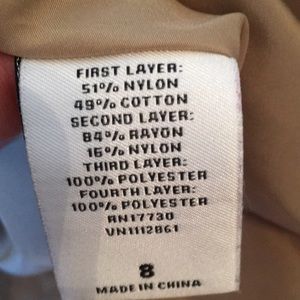 FIRST LAYER:
51% NYLON
49% COTTON
SECOND LAYER:
84% RAYON
16% NYLON
THIRD LAYER:
100% POLYESTER
FOURTH LAYER:
100% POLYESTER
RN17730
VN1112861
8
MADE IN CHINA